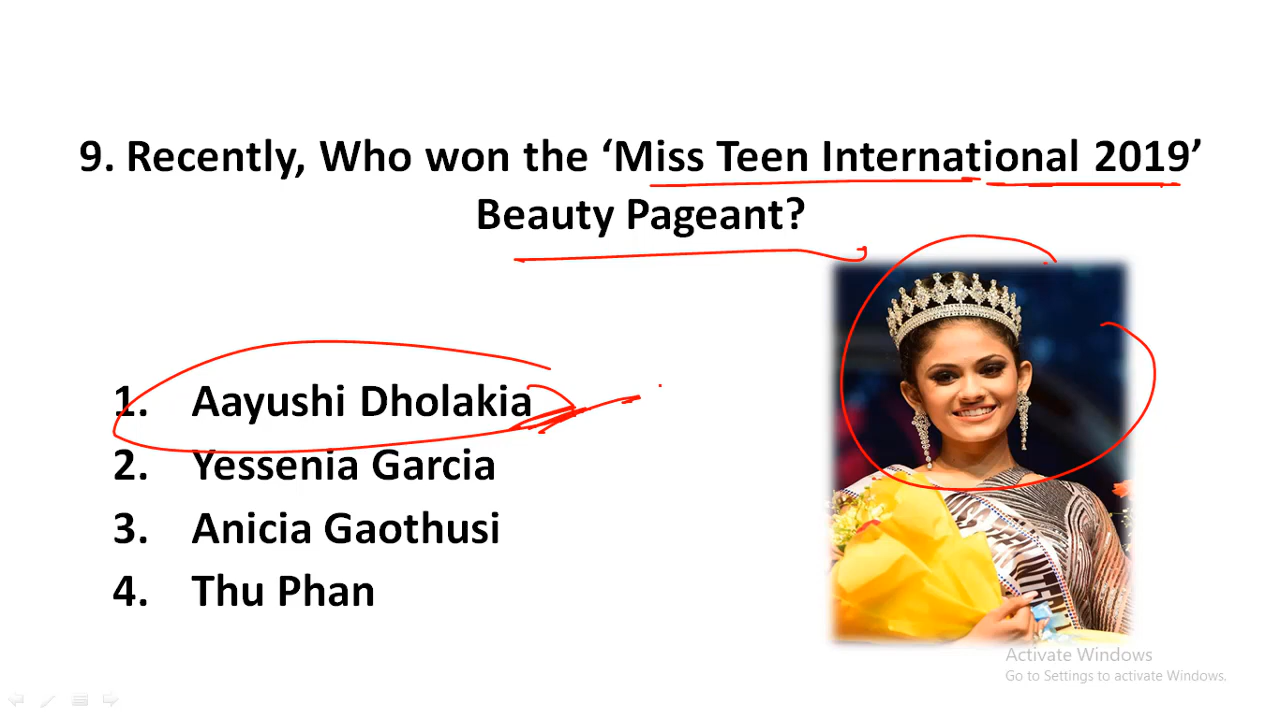 9. Recently, Who won the ‘Miss Teen International 2019’
Beauty Pageant?
1. Aayushi Dholakia
2. Yessenia Garcia
3. Anicia Gaothusi
4. Thu Phan
Activate Windows
Go to Settings to activate Windows.